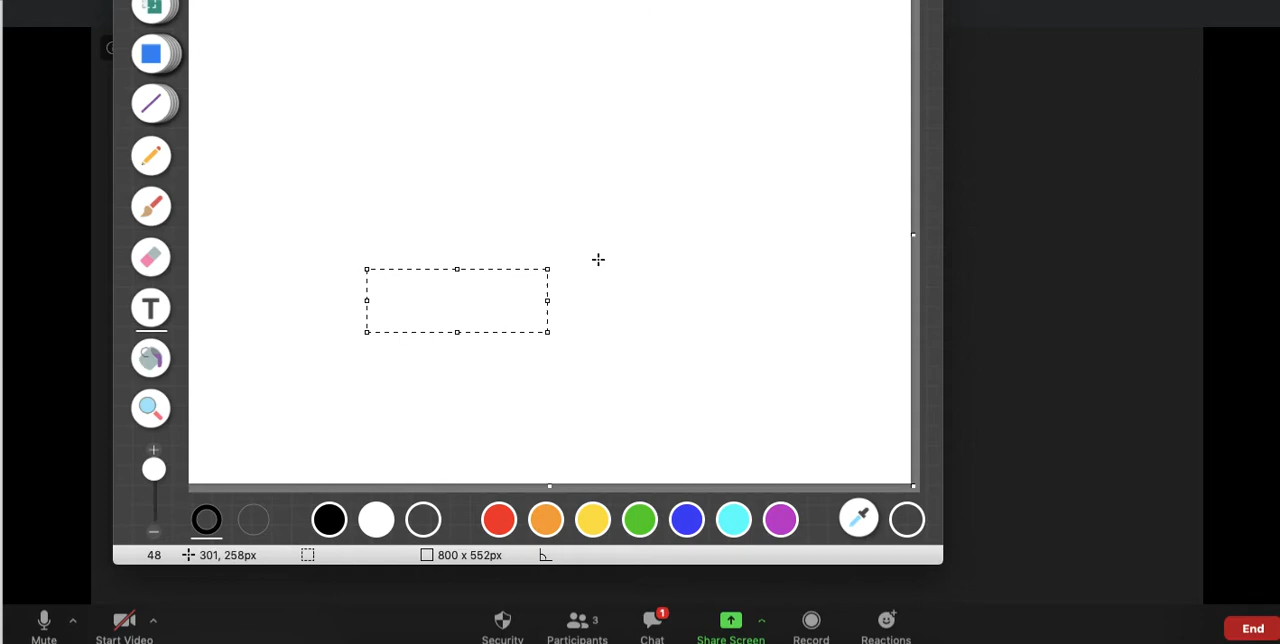 T
48
301, 258px
800 x 552px
Mute
Start Video
Security
Participants
3
Chat
1
Share Screen
Record
Reactions
End